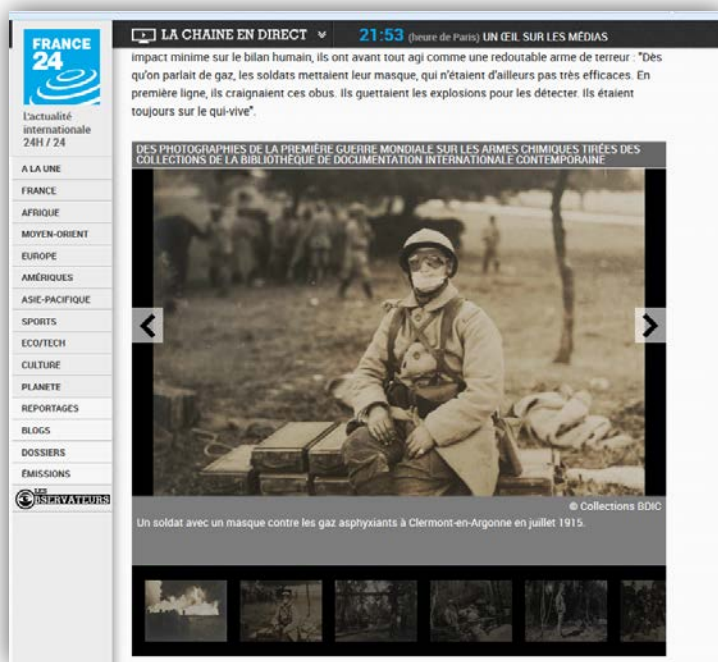 LA CHAINE EN DIRECT 21:53 (heure de Paris) UN ŒIL SUR LES MÉDIAS
FRANCE
24
L'actualité
internationale
24H / 24
A LA UNE
FRANCE
AFRIQUE
MOYEN-ORIENT
EUROPE
AMÉRIQUES
ASIE-PACIFIQUE
SPORTS
ECO/TECH
CULTURE
PLANETE
REPORTAGES
BLOGS
DOSSIERS
ÉMISSIONS
LES
OBSERVATEURS
impact minime sur le bilan humain, ils ont avant tout agi comme une redoutable arme de terreur : "Dès
qu'on parlait de gaz, les soldats mettaient leur masque, qui n'étaient d'ailleurs pas très efficaces. En
première ligne, ils craignaient ces obus. Ils guettaient les explosions pour les détecter. Ils étaient
toujours sur le qui-vive".
DES PHOTOGRAPHIES DE LA PREMIÈRE GUERRE MONDIALE SUR LES ARMES CHIMIQUES TIRÉES DES
COLLECTIONS DE LA BIBLIOTHÈQUE DE DOCUMENTATION INTERNATIONALE CONTEMPORAINE
© Collections BDIC
Un soldat avec un masque contre les gaz asphyxiants à Clermont-en-Argonne en juillet 1915.